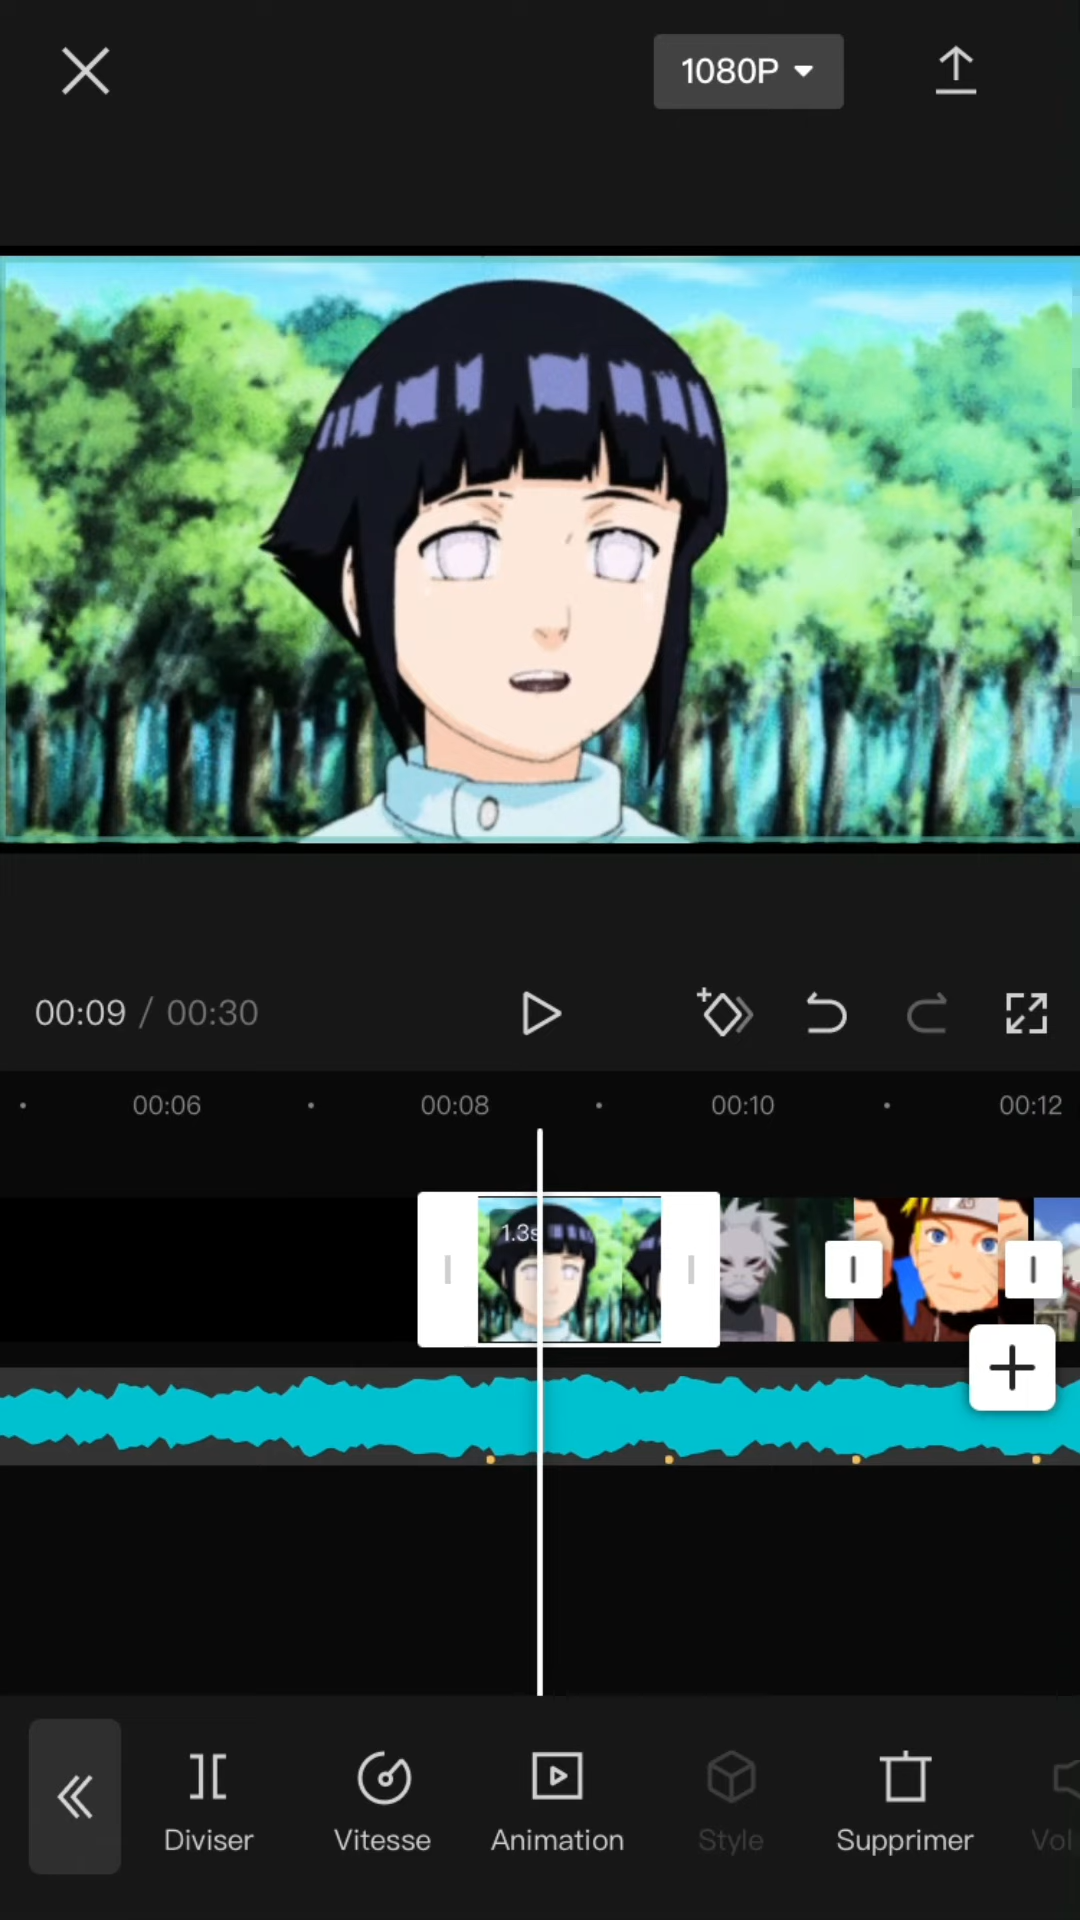 1080P
00:09 / 00:30
00:06 00:08 00:10 00:12
1.3s
Diviser Vitesse Animation Style Supprimer Vol